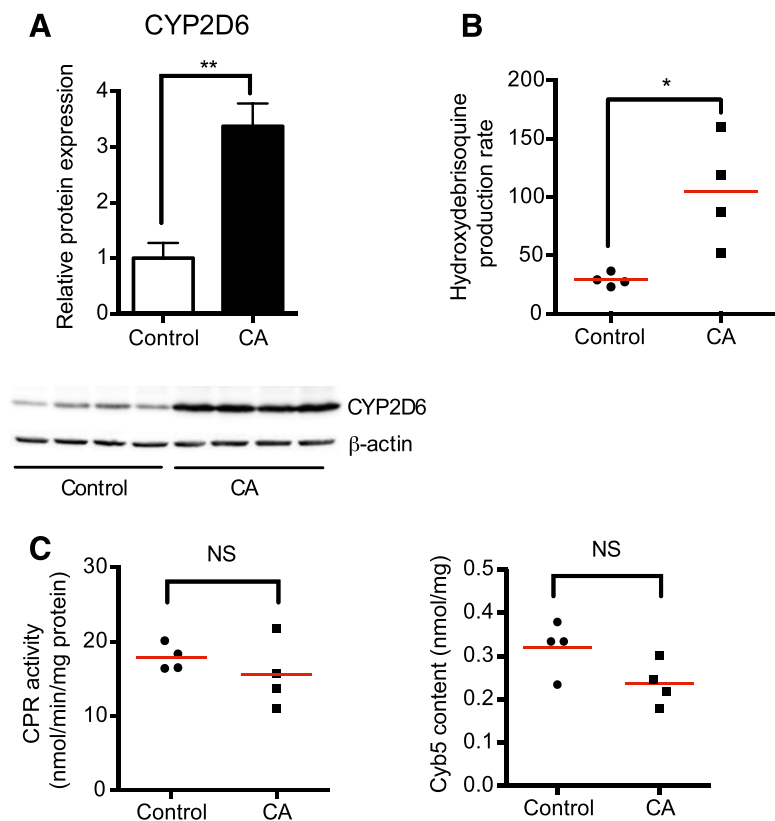 A
CYP2D6
Relative protein expression
4
3
2
1
0
**
Control
CA
B
Hydroxydebrisoquine
production rate
200
150
100
50
0
*
Control
CA
CYP2D6
β-actin
Control
CA
C
CPR activity
(nmol/min/mg protein)
30
20
10
0
NS
Control
CA
Cyb5 content (nmol/mg)
0.5
0.4
0.3
0.2
0.1
0.0
NS
Control
CA